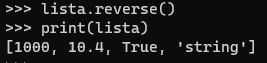 >>> lista.reverse()
>>> print(lista)
[1000, 10.4, True, 'string']